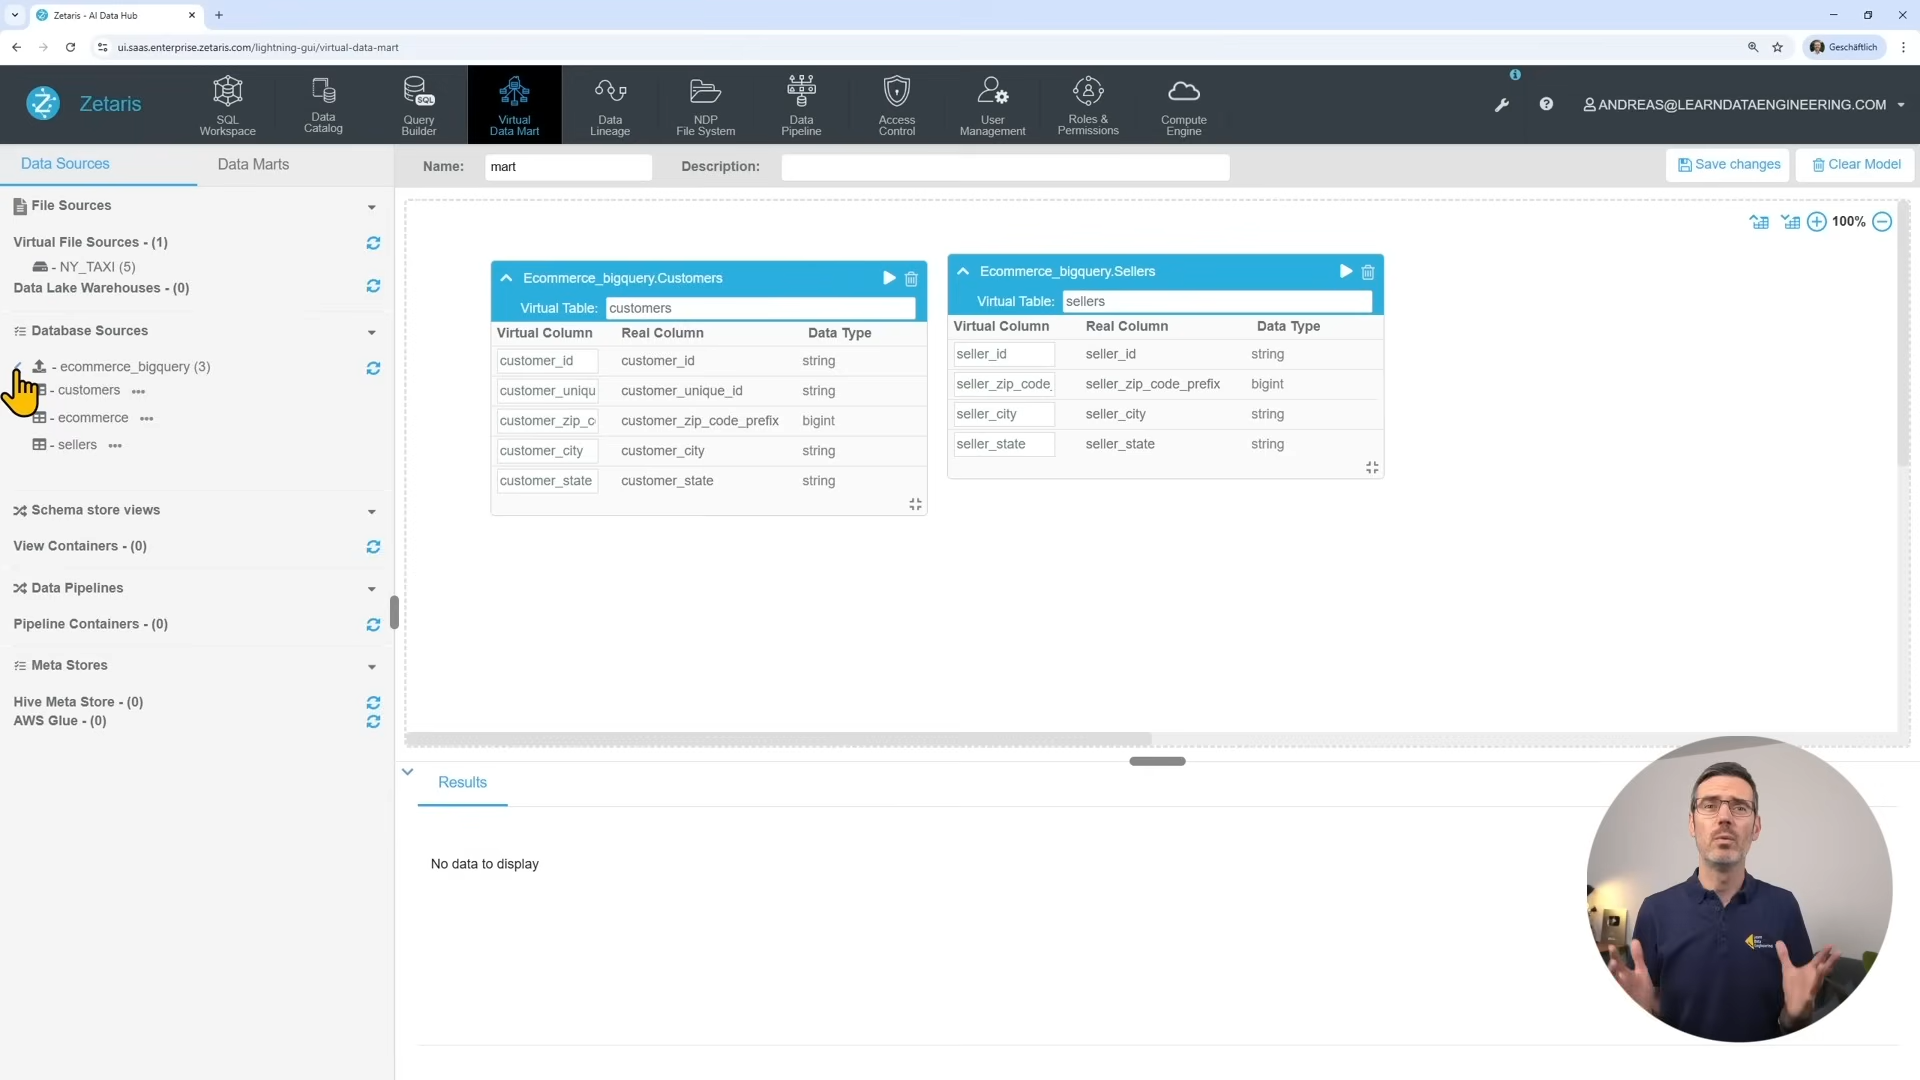 Zetaris - AI Data Hub
ui.saas.enterprise.zetaris.com/lightning-gui/virtual-data-mart
Geschäftlich
Zetaris
SQL
Workspace
Data
Catalog
SQL
Query
Builder
Virtual
Data Mart
Data
Lineage
NDP
File System
Data
Pipeline
Access
Control
User
Management
Roles &
Permissions
Compute
Engine
ANDREAS@LEARNDATAENGINEERING.COM
Data Sources
Data Marts
Name:
mart
Description:
Save changes
Clear Model
File Sources
Virtual File Sources - (1)
- NY_TAXI (5)
Data Lake Warehouses - (0)
Database Sources
- ecommerce_bigquery (3)
- customers
- ecommerce
- sellers
Schema store views
View Containers - (0)
Data Pipelines
Pipeline Containers - (0)
Meta Stores
Hive Meta Store - (0)
AWS Glue - (0)
100%
Ecommerce_bigquery.Customers
Virtual Table: customers
Virtual Column Real Column Data Type
customer_id customer_id string
customer_uniqu customer_unique_id string
customer_zip_c customer_zip_code_prefix bigint
customer_city customer_city string
customer_state customer_state string
Ecommerce_bigquery.Sellers
Virtual Table: sellers
Virtual Column Real Column Data Type
seller_id seller_id string
seller_zip_code_ seller_zip_code_prefix bigint
seller_city seller_city string
seller_state seller_state string
Results
No data to display